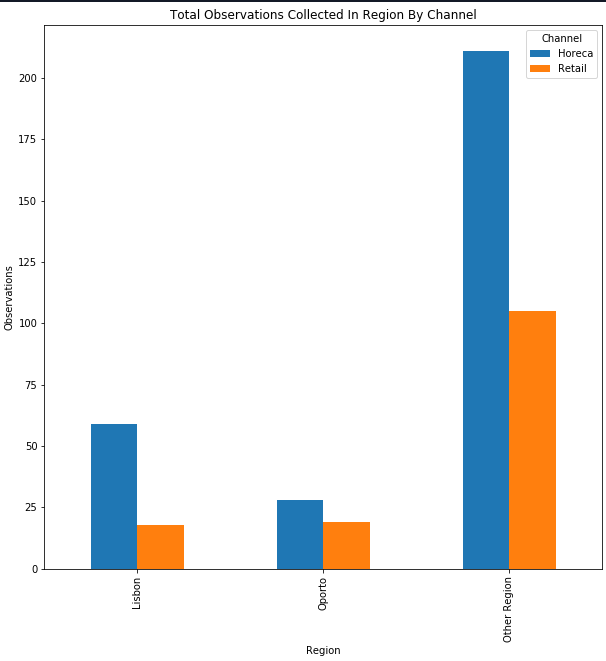 Total Observations Collected In Region By Channel
Channel
Horeca
Retail
200
175
150
125
100
75
50
25
0
Observations
Lisbon
Oporto
Other Region
Region